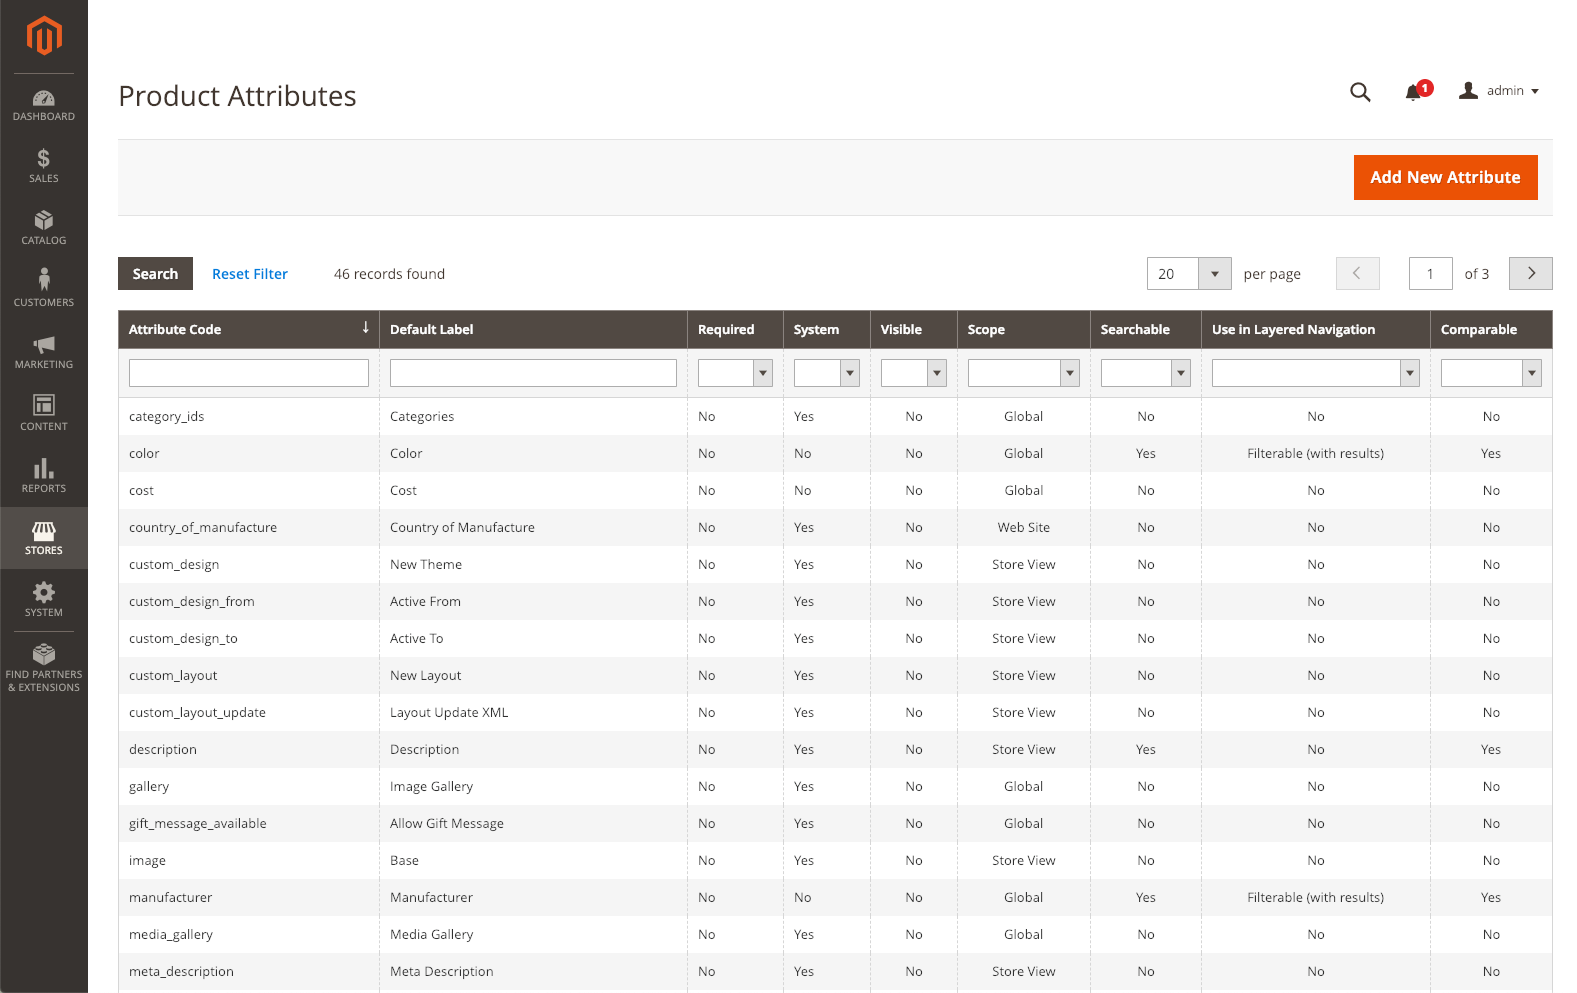 DASHBOARD
SALES
CATALOG
CUSTOMERS
MARKETING
CONTENT
REPORTS
STORES
SYSTEM
FIND PARTNERS
& EXTENSIONS
Product Attributes
1
admin
Add New Attribute
Search Reset Filter 46 records found 20 per page 1 of 3
Attribute Code Default Label Required System Visible Scope Searchable Use in Layered Navigation Comparable
category_ids Categories No Yes No Global No No No
color Color No No No Global Yes Filterable (with results) Yes
cost Cost No No No Global No No No
country_of_manufacture Country of Manufacture No Yes No Web Site No No No
custom_design New Theme No Yes No Store View No No No
custom_design_from Active From No Yes No Store View No No No
custom_design_to Active To No Yes No Store View No No No
custom_layout New Layout No Yes No Store View No No No
custom_layout_update Layout Update XML No Yes No Store View No No No
description Description No Yes No Store View Yes No Yes
gallery Image Gallery No Yes No Global No No No
gift_message_available Allow Gift Message No Yes No Global No No No
image Base No Yes No Store View No No No
manufacturer Manufacturer No No No Global Yes Filterable (with results) Yes
media_gallery Media Gallery No Yes No Global No No No
meta_description Meta Description No Yes No Store View No No No